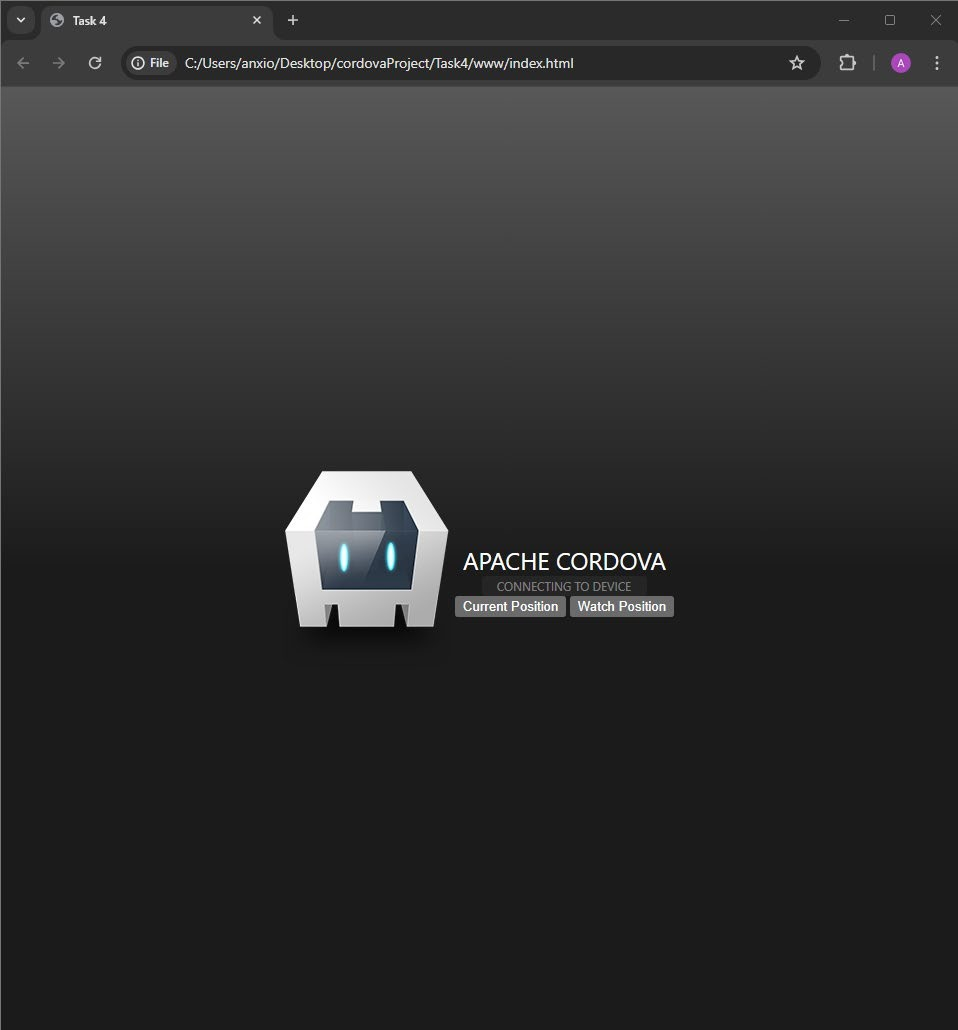 Task 4
File C:/Users/anxio/Desktop/cordovaProject/Task4/www/index.html
A
APACHE CORDOVA
CONNECTING TO DEVICE
Current Position Watch Position